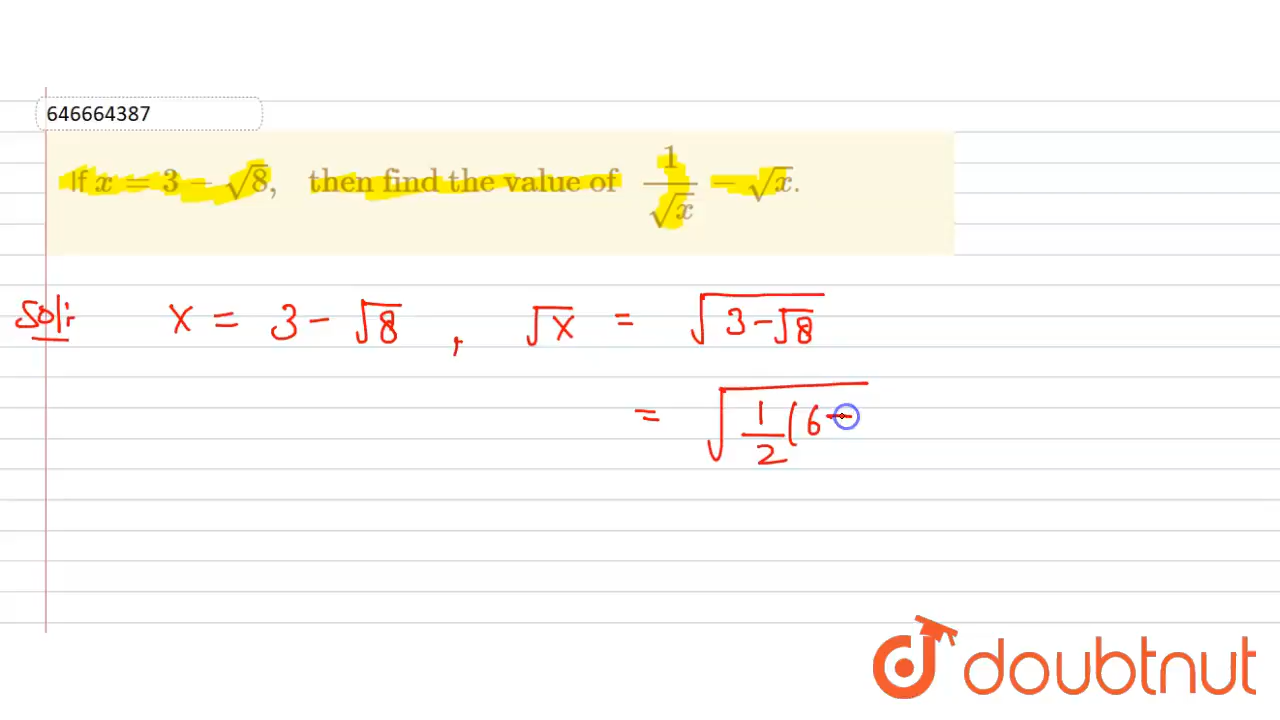 646664387
If x = 3 − √8, then find the value of 1/√x − √x.
Sol: x = 3 − √8 , √x = √(3 − √8)
= √(1/2 (6 −
doubtnut